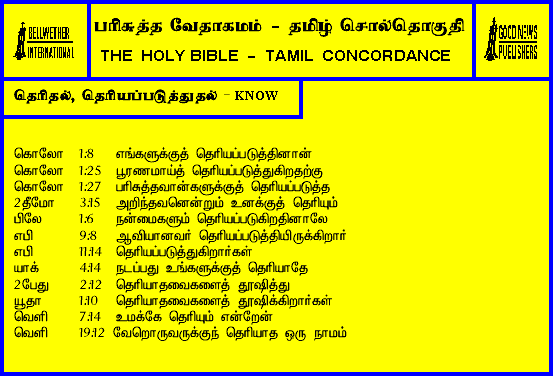 BELLWETHER
INTERNATIONAL
பரிசுத்த வேதாகமம் - தமிழ் சொல்தொகுதி
THE HOLY BIBLE - TAMIL CONCORDANCE
GOOD NEWS
PUBLISHERS
தெரிதல், தெரியப்படுத்துதல் - KNOW
கொலோ 1:8 எங்களுக்குத் தெரியப்படுத்தினான்
கொலோ 1:25 பூரணமாய்த் தெரியப்படுத்துகிறதற்கு
கொலோ 1:27 பரிசுத்தவான்களுக்குத் தெரியப்படுத்த
2தீமோ 3:15 அறிந்தவனென்றும் உனக்குத் தெரியும்
பிலே 1:6 நன்மைகளும் தெரியப்படுகிறதினாலே
எபி 9:8 ஆவியானவர் தெரியப்படுத்தியிருக்கிறார்
எபி 11:14 தெரியப்படுத்துகிறார்கள்
யாக் 4:14 நடப்பது உங்களுக்குத் தெரியாதே
2பேது 2:12 தெரியாதவைகளைத் தூஷித்து
யூதா 1:10 தெரியாதவைகளைத் தூஷிக்கிறார்கள்
வெளி 7:14 உமக்கே தெரியும் என்றேன்
வெளி 19:12 வேறொருவருக்குந் தெரியாத ஒரு நாமம்